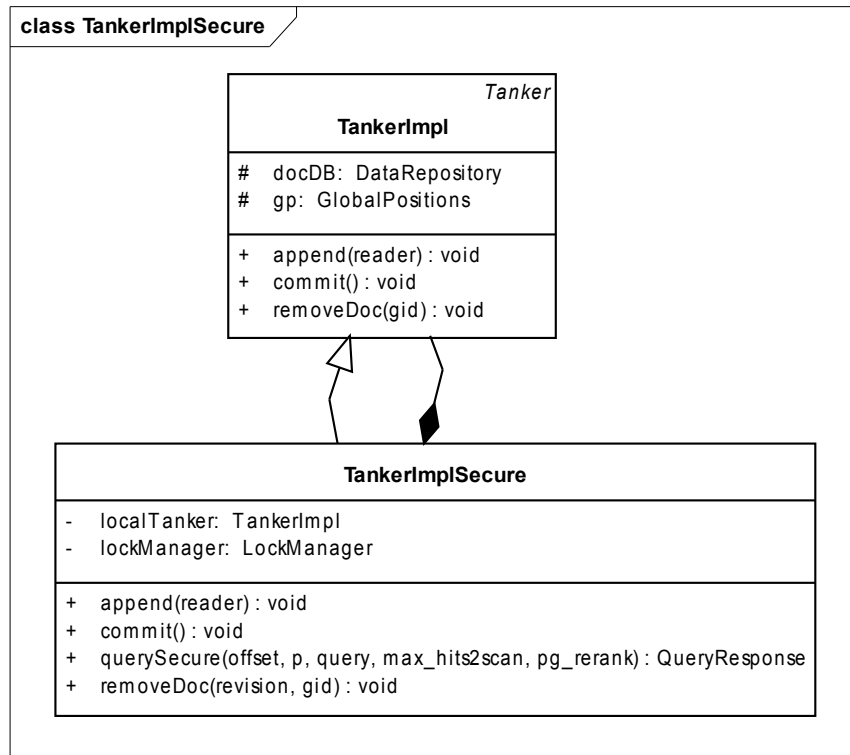 class TankerImplSecure
Tanker
TankerImpl
# docDB: DataRepository
# gp: GlobalPositions
+ append(reader) : void
+ commit() : void
+ removeDoc(gid) : void
TankerImplSecure
- localTanker: TankerImpl
- lockManager: LockManager
+ append(reader) : void
+ commit() : void
+ querySecure(offset, p, query, max_hits2scan, pg_rerank) : QueryResponse
+ removeDoc(revision, gid) : void